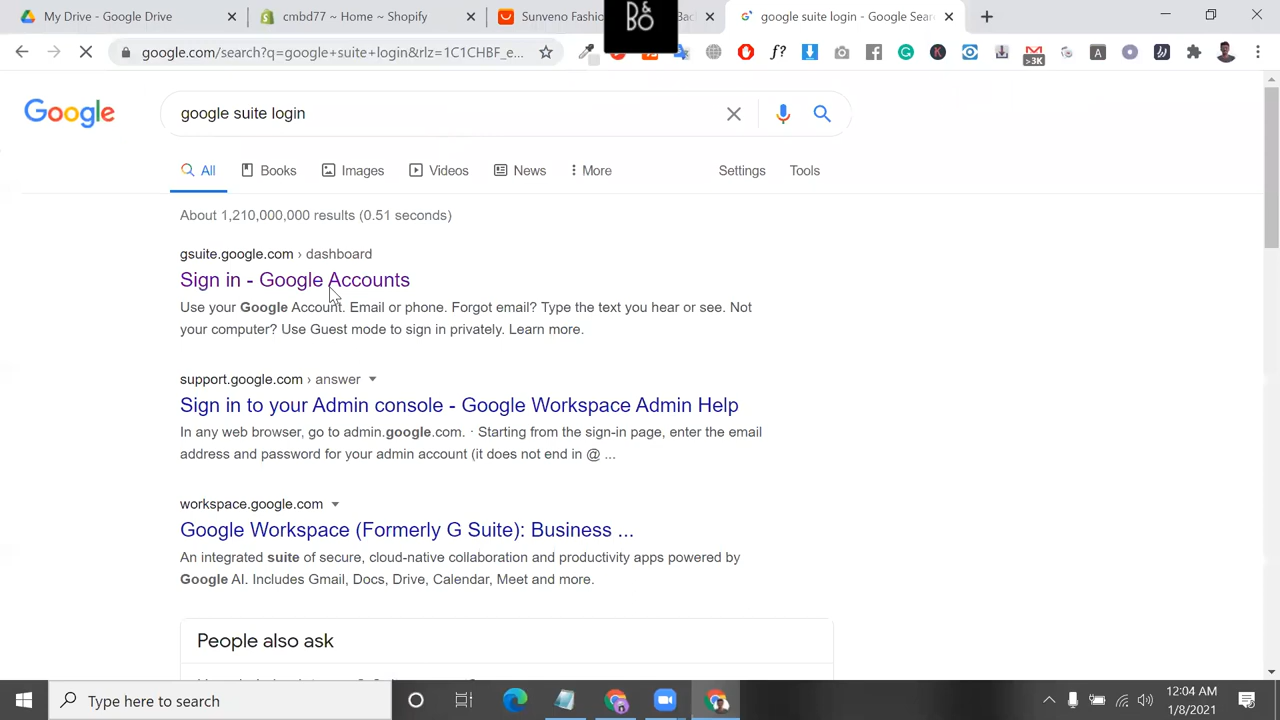 My Drive - Google Drive
cmbd77 ~ Home ~ Shopify
Sunveno Fashion
google suite login - Google Sear
B&
BO
google.com/search?q=google+suite+login&rlz=1C1CHBF_e...
f?
K
>3K
A
Google
google suite login
All
Books
Images
Videos
News
More
Settings
Tools
About 1,210,000,000 results (0.51 seconds)
gsuite.google.com › dashboard
Sign in - Google Accounts
Use your Google Account. Email or phone. Forgot email? Type the text you hear or see. Not
your computer? Use Guest mode to sign in privately. Learn more.
support.google.com › answer
Sign in to your Admin console - Google Workspace Admin Help
In any web browser, go to admin.google.com. · Starting from the sign-in page, enter the email
address and password for your admin account (it does not end in @ ...
workspace.google.com
Google Workspace (Formerly G Suite): Business ...
An integrated suite of secure, cloud-native collaboration and productivity apps powered by
Google AI. Includes Gmail, Docs, Drive, Calendar, Meet and more.
People also ask
Type here to search
12:04 AM
1/8/2021